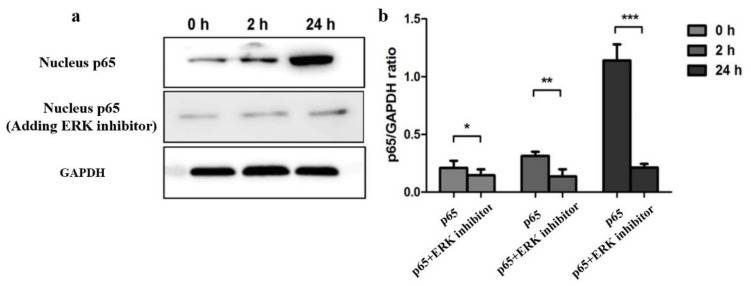 a
0 h 2 h 24 h
Nucleus p65
Nucleus p65
(Adding ERK inhibitor)
GAPDH
b
p65/GAPDH ratio
1.5
1.0
0.5
0.0
*
**
***
0 h
2 h
24 h
p65
p65+ERK inhibitor
p65
p65+ERK inhibitor
p65
p65+ERK inhibitor